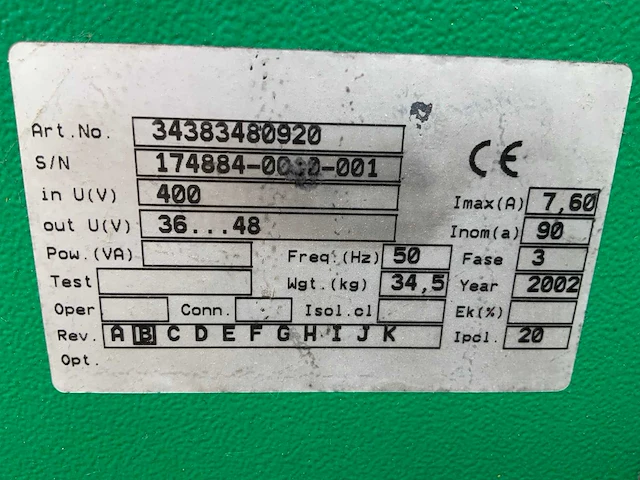 Art.No. 34383480920
S/N -001
in U(V) 400
out U(V) 36...48
Pow.(VA)
Test
Oper Conn. Isol.cl
Rev. A B C D E F G H I J K
Opt.
Freq.(Hz) 50
Wgt.(kg) 34,5
CE
Imax(A) 7,60
Inom(a) 90
Fase 3
Year 2002
Ek(%)
Ipcl. 20